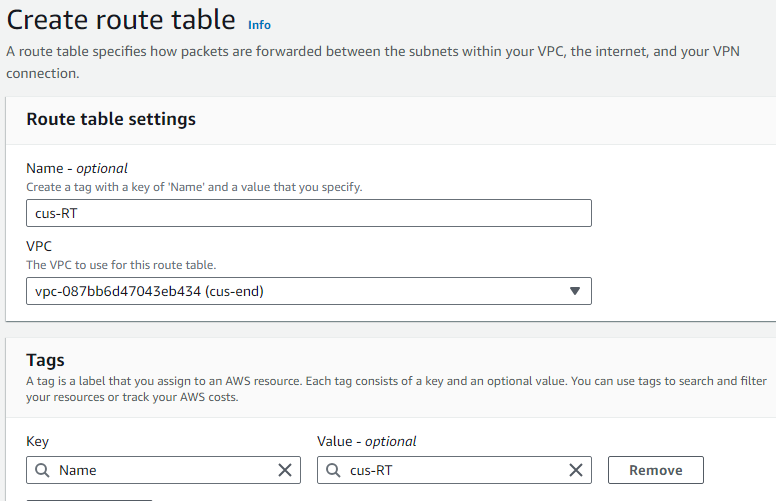 Create route table Info
A route table specifies how packets are forwarded between the subnets within your VPC, the internet, and your VPN
connection.
Route table settings
Name - optional
Create a tag with a key of 'Name' and a value that you specify.
cus-RT
VPC
The VPC to use for this route table.
vpc-087bb6d47043eb434 (cus-end)
Tags
A tag is a label that you assign to an AWS resource. Each tag consists of a key and an optional value. You can use tags to search and filter
your resources or track your AWS costs.
Key Value - optional
Name cus-RT Remove